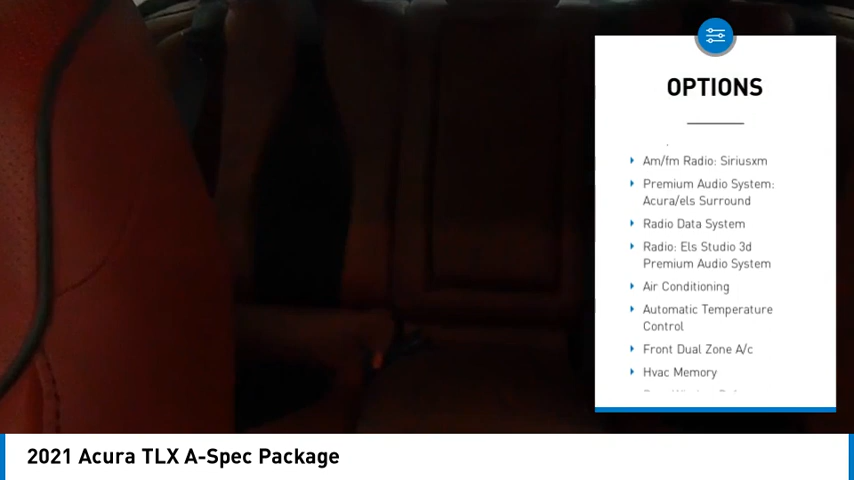 OPTIONS
Am/fm Radio: Siriusxm
Premium Audio System:
Acura/els Surround
Radio Data System
Radio: Els Studio 3d
Premium Audio System
Air Conditioning
Automatic Temperature
Control
Front Dual Zone A/c
Hvac Memory
2021 Acura TLX A-Spec Package